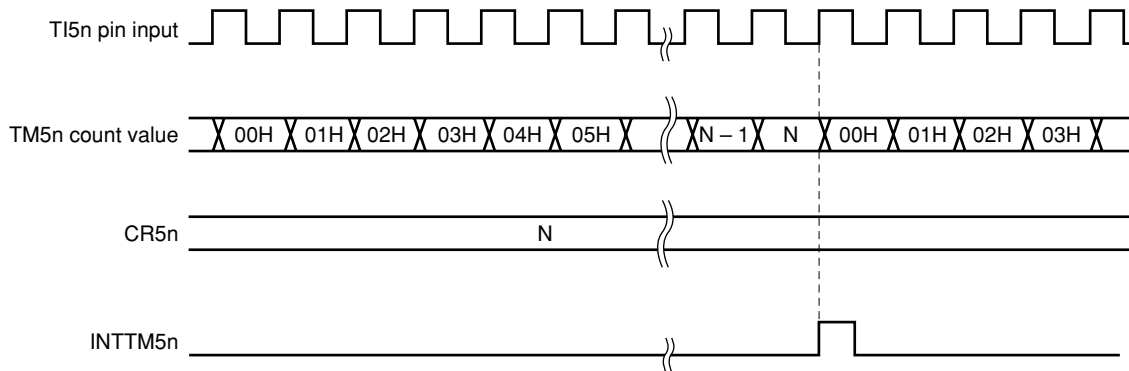 TI5n pin input
TM5n count value 00H 01H 02H 03H 04H 05H N – 1 N 00H 01H 02H 03H
CR5n N
INTTM5n